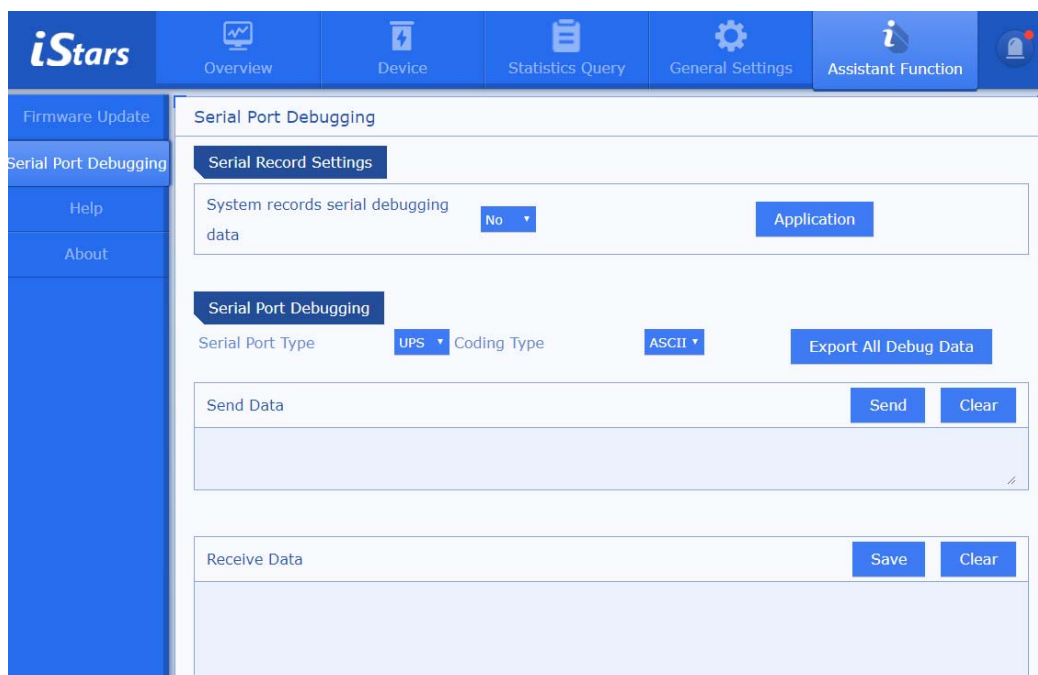 iStars
Overview
Device
Statistics Query
General Settings
Assistant Function
Firmware Update
Serial Port Debugging
Help
About
Serial Port Debugging
Serial Record Settings
System records serial debugging
data
No
Application
Serial Port Debugging
Serial Port Type
UPS
Coding Type
ASCII
Export All Debug Data
Send Data
Send
Clear
Receive Data
Save
Clear